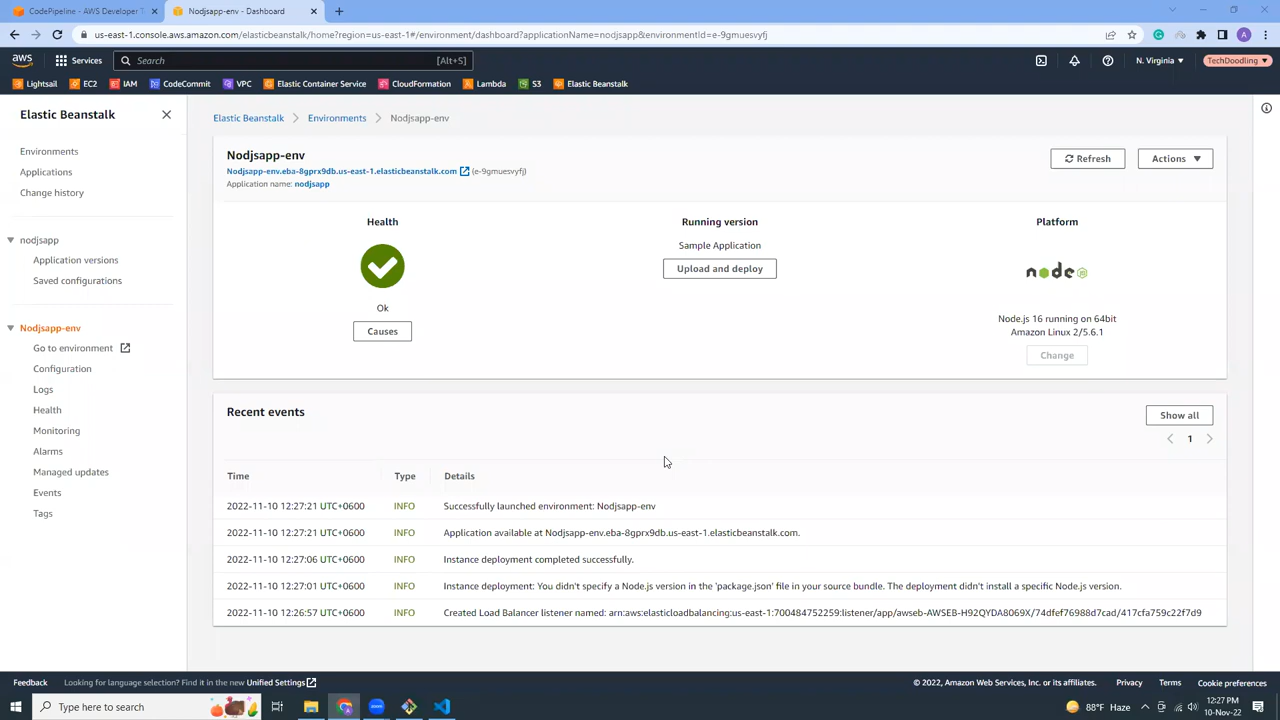 CodePipeline - AWS Developer T
Nodjsapp-env - Dashboard
us-east-1.console.aws.amazon.com/elasticbeanstalk/home?region=us-east-1#/environment/dashboard?applicationName=nodjsapp&environmentId=e-9gmuesvyfj
A
aws
Services
Search
[Alt+S]
N. Virginia
TechDoodling
Lightsail
EC2
IAM
CodeCommit
VPC
Elastic Container Service
CloudFormation
Lambda
S3
Elastic Beanstalk
Elastic Beanstalk
Environments
Applications
Change history
nodjsapp
Application versions
Saved configurations
Nodjsapp-env
Go to environment
Configuration
Logs
Health
Monitoring
Alarms
Managed updates
Events
Tags
Elastic Beanstalk > Environments > Nodjsapp-env
Nodjsapp-env
Nodjsapp-env.eba-8gprx9db.us-east-1.elasticbeanstalk.com (e-9gmuesvyfj)
Application name: nodjsapp
Refresh
Actions
Health
Ok
Causes
Running version
Sample Application
Upload and deploy
Platform
node
JS
Node.js 16 running on 64bit
Amazon Linux 2/5.6.1
Change
Recent events
Show all
1
Time Type Details
2022-11-10 12:27:21 UTC+0600 INFO Successfully launched environment: Nodjsapp-env
2022-11-10 12:27:21 UTC+0600 INFO Application available at Nodjsapp-env.eba-8gprx9db.us-east-1.elasticbeanstalk.com.
2022-11-10 12:27:06 UTC+0600 INFO Instance deployment completed successfully.
2022-11-10 12:27:01 UTC+0600 INFO Instance deployment: You didn't specify a Node.js version in the 'package.json' file in your source bundle. The deployment didn't install a specific Node.js version.
2022-11-10 12:26:57 UTC+0600 INFO Created Load Balancer listener named: arn:aws:elasticloadbalancing:us-east-1:700484752259:listener/app/awseb-AWSEB-H92QYDA8069X/74dfef76988d7cad/417cfa759c22f7d9
Feedback
Looking for language selection? Find it in the new Unified Settings
© 2022, Amazon Web Services, Inc. or its affiliates.
Privacy
Terms
Cookie preferences
Type here to search
88°F Haze
12:27 PM
10-Nov-22